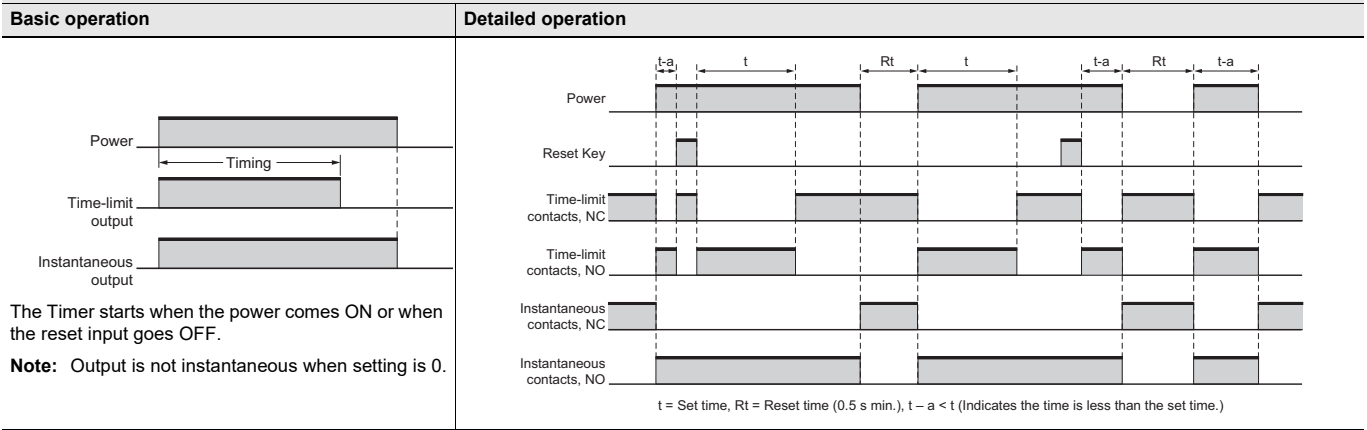 Basic operation
Power
Timing
Time-limit
output
Instantaneous
output
The Timer starts when the power comes ON or when
the reset input goes OFF.
Note: Output is not instantaneous when setting is 0.
Detailed operation
t-a t Rt t t-a Rt t-a
Power
Reset Key
Time-limit
contacts, NC
Time-limit
contacts, NO
Instantaneous
contacts, NC
Instantaneous
contacts, NO
t = Set time, Rt = Reset time (0.5 s min.), t – a < t (Indicates the time is less than the set time.)